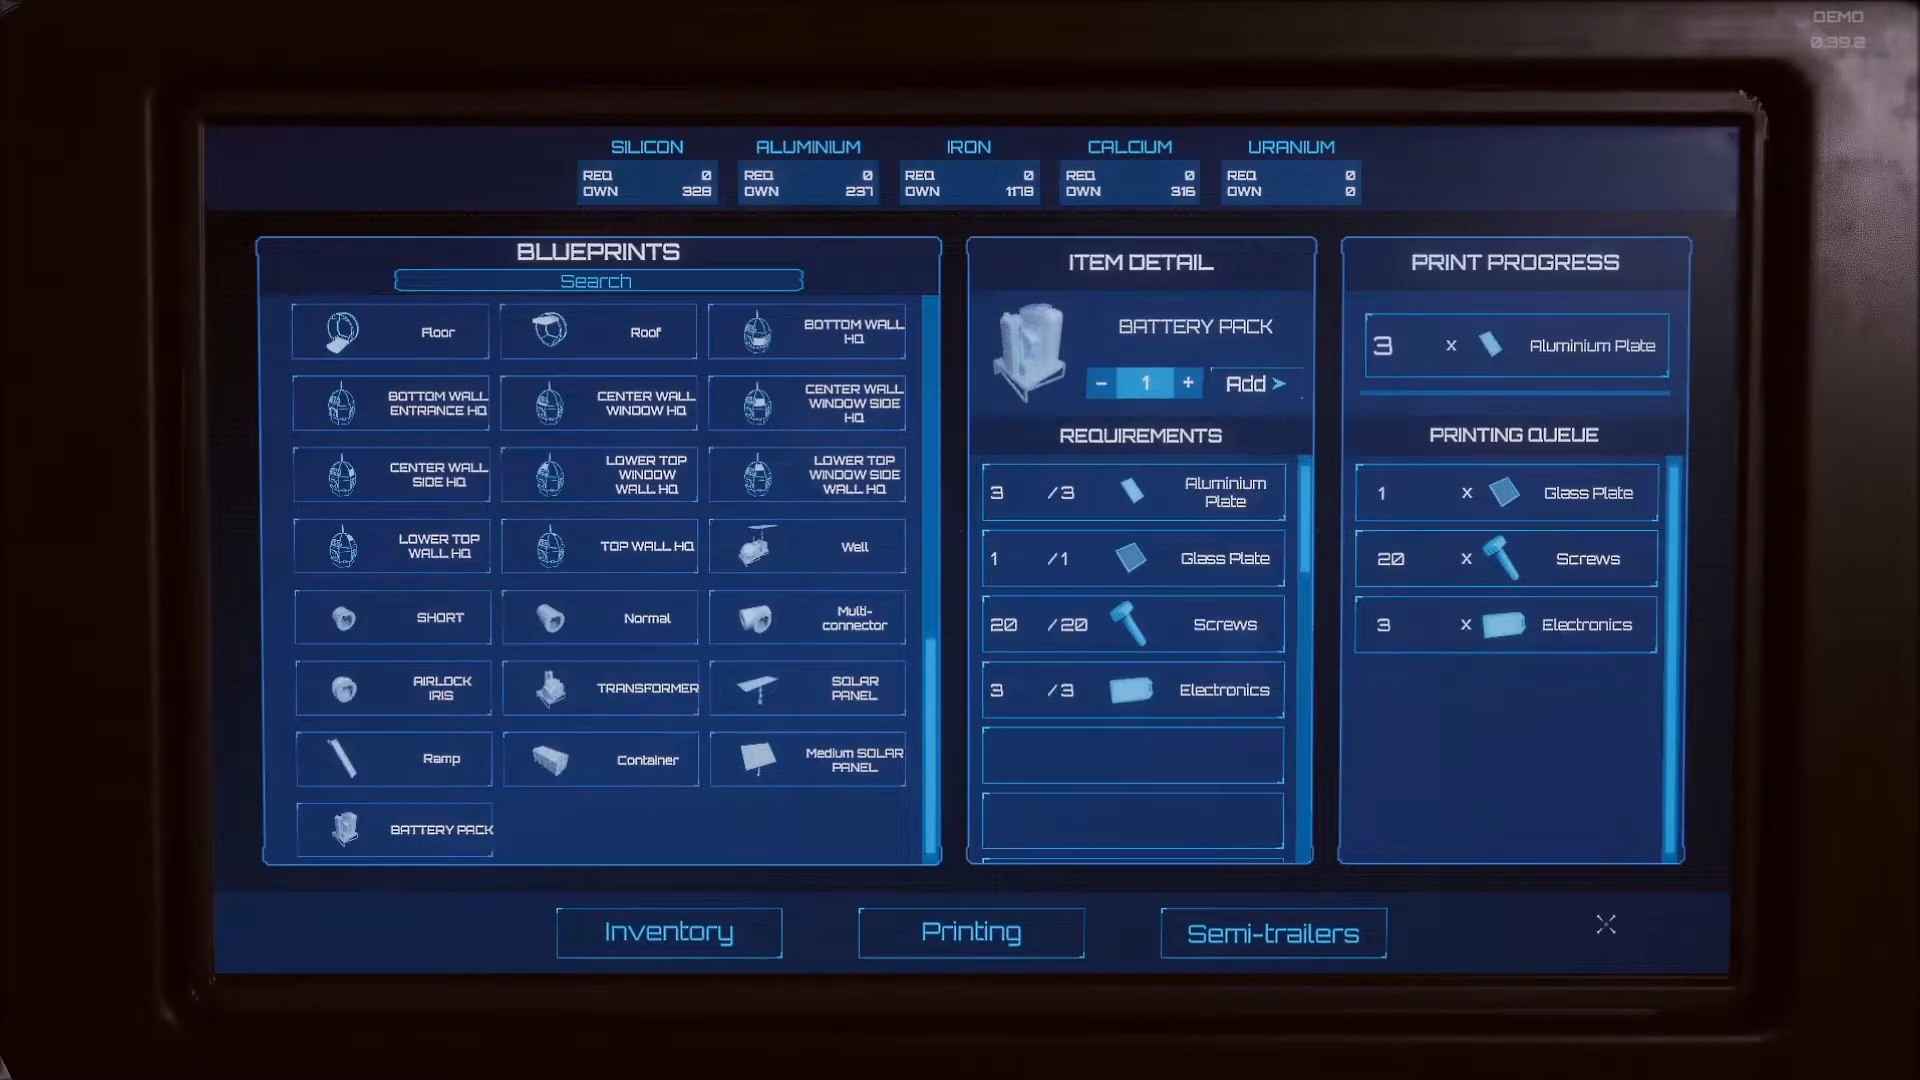 DEMO
0.39.2
SILICON
REQ 0
OWN 328
ALUMINIUM
REQ 0
OWN 237
IRON
REQ 0
OWN 1178
CALCIUM
REQ 0
OWN 316
URANIUM
REQ 0
OWN 0
BLUEPRINTS
Search
Floor
Roof
BOTTOM WALL
HQ
BOTTOM WALL
ENTRANCE HQ
CENTER WALL
WINDOW HQ
CENTER WALL
WINDOW SIDE
HQ
CENTER WALL
SIDE HQ
LOWER TOP
WINDOW
WALL HQ
LOWER TOP
WINDOW SIDE
WALL HQ
LOWER TOP
WALL HQ
TOP WALL HQ
Well
SHORT
Normal
Multi-
connector
AIRLOCK
IRIS
TRANSFORMER
SOLAR
PANEL
Ramp
Container
Medium SOLAR
PANEL
BATTERY PACK
ITEM DETAIL
BATTERY PACK
- 1 +
Add
REQUIREMENTS
3 /3 Aluminium
Plate
1 /1 Glass Plate
20 /20 Screws
3 /3 Electronics
PRINT PROGRESS
3 x Aluminium Plate
PRINTING QUEUE
1 x Glass Plate
20 x Screws
3 x Electronics
Inventory
Printing
Semi-trailers